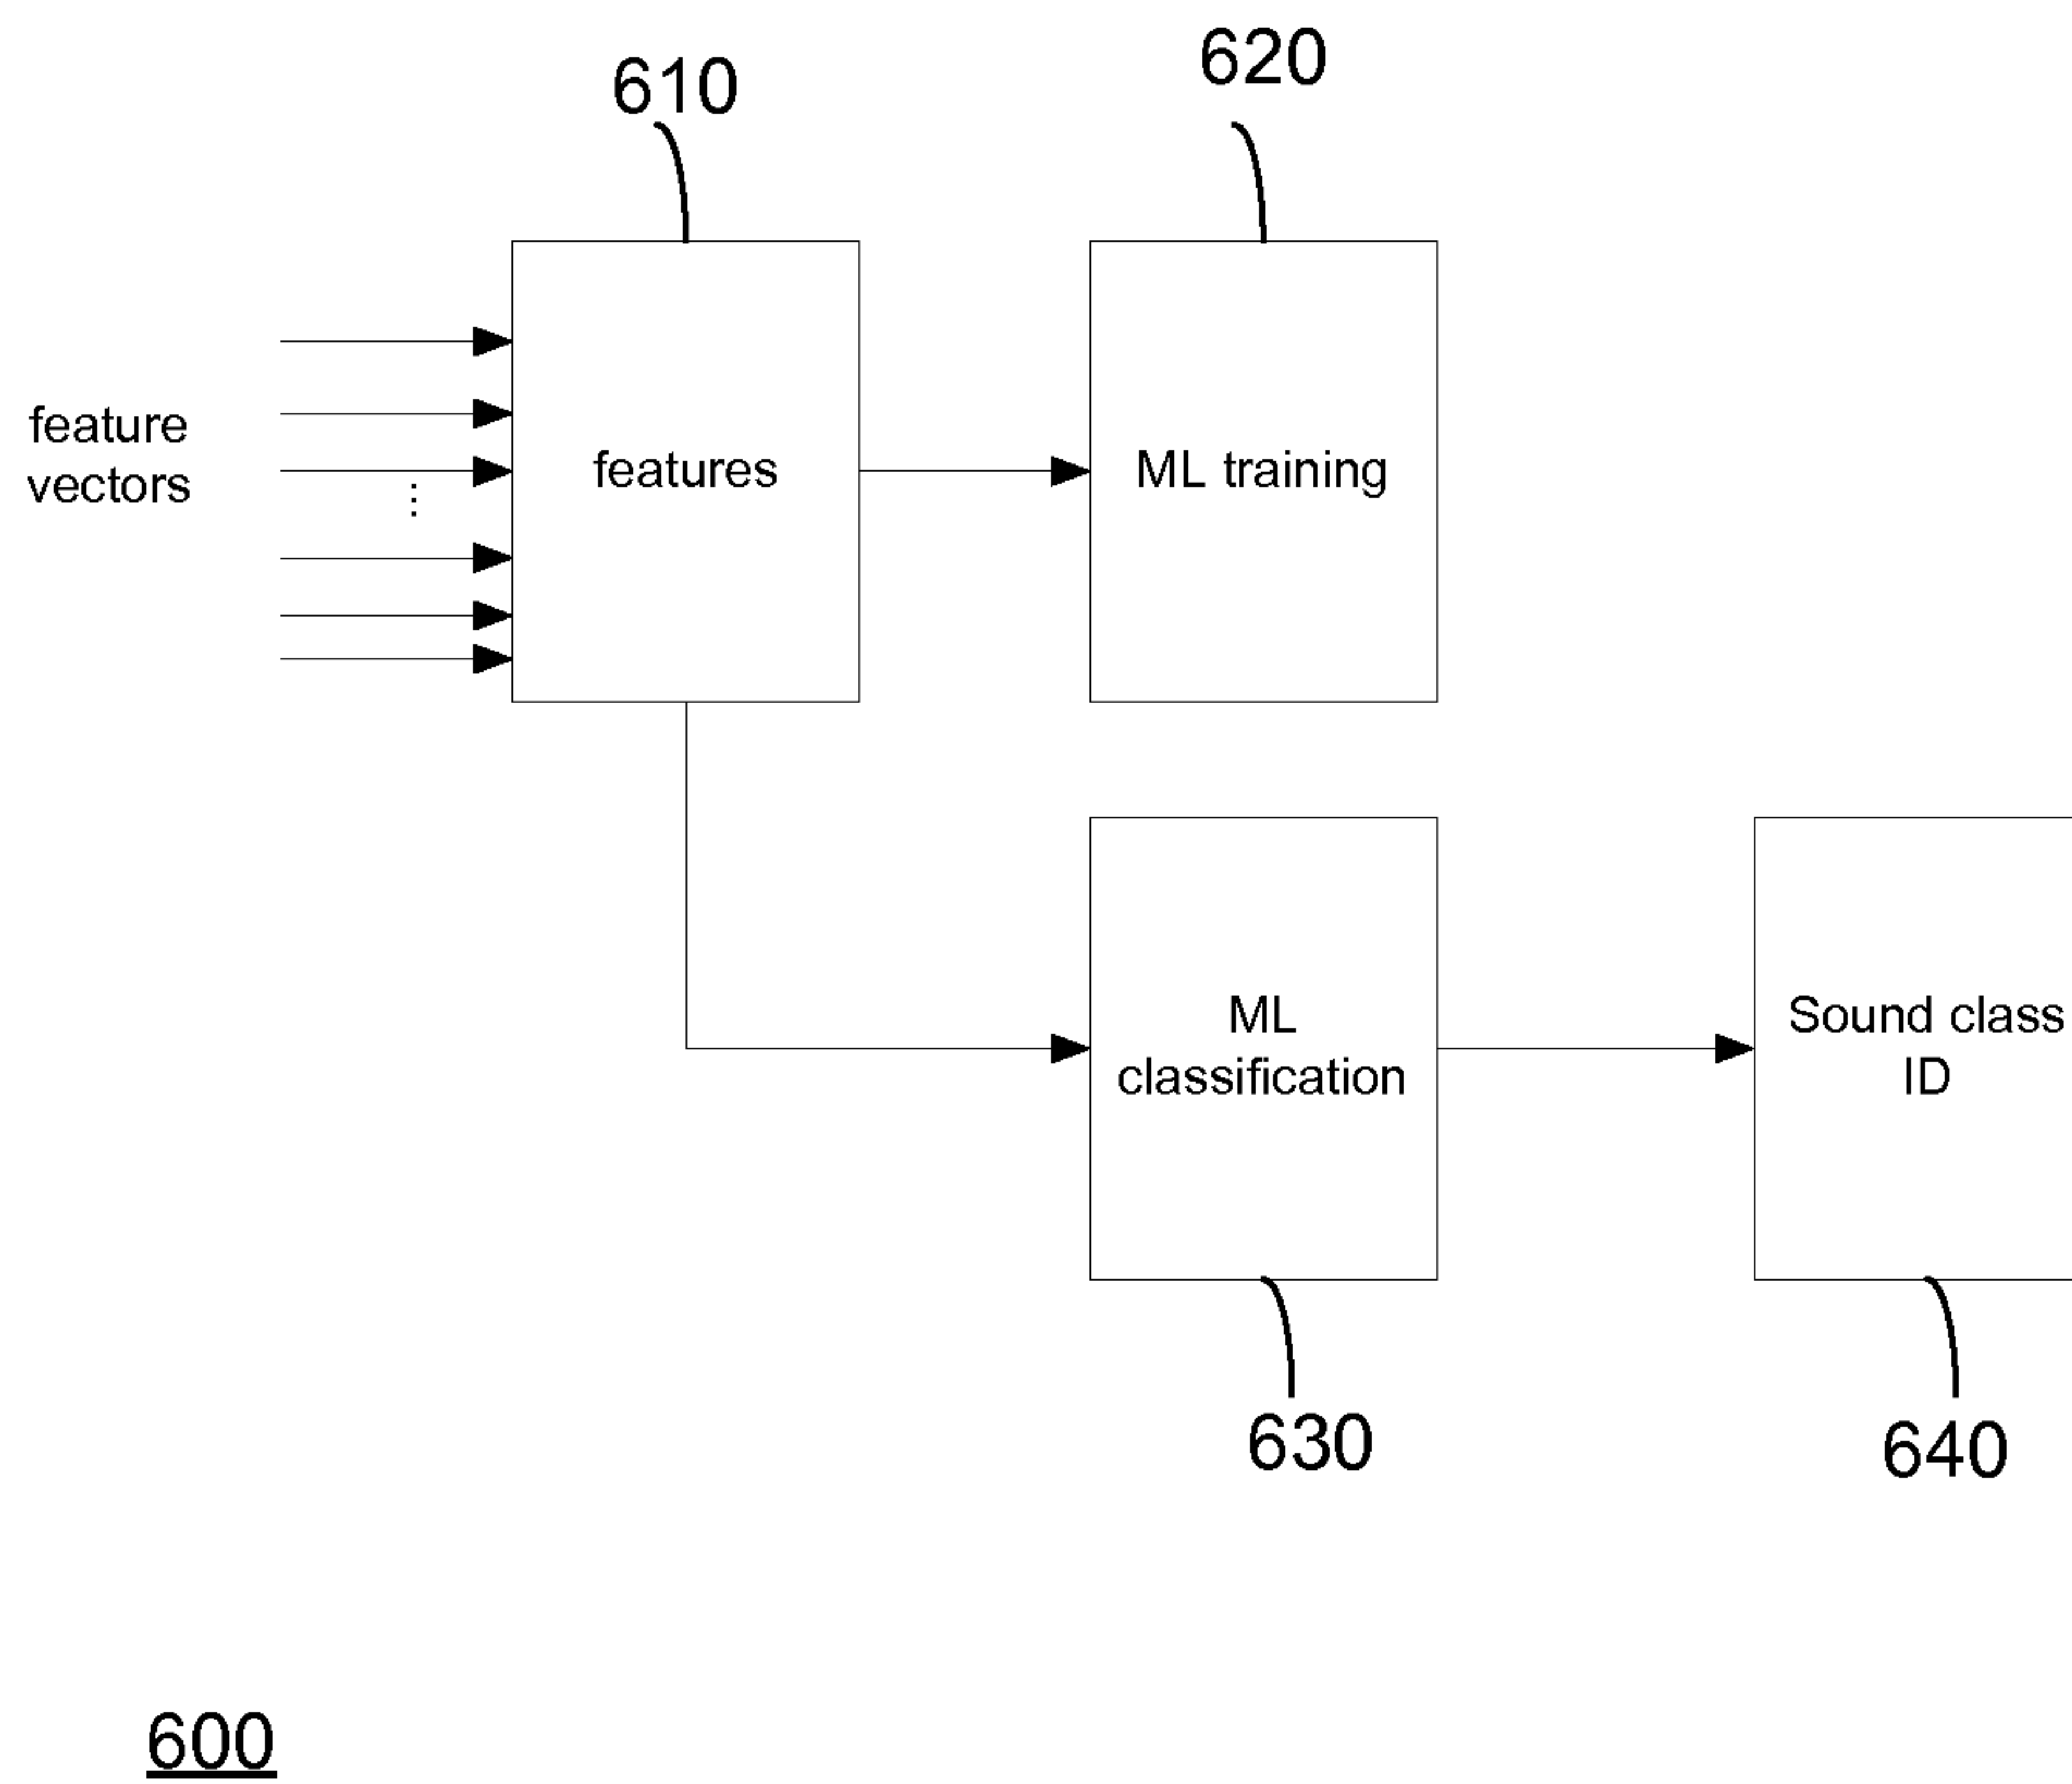 610
620
feature
vectors
features
ML training
ML
classification
Sound class
ID
630
640
600